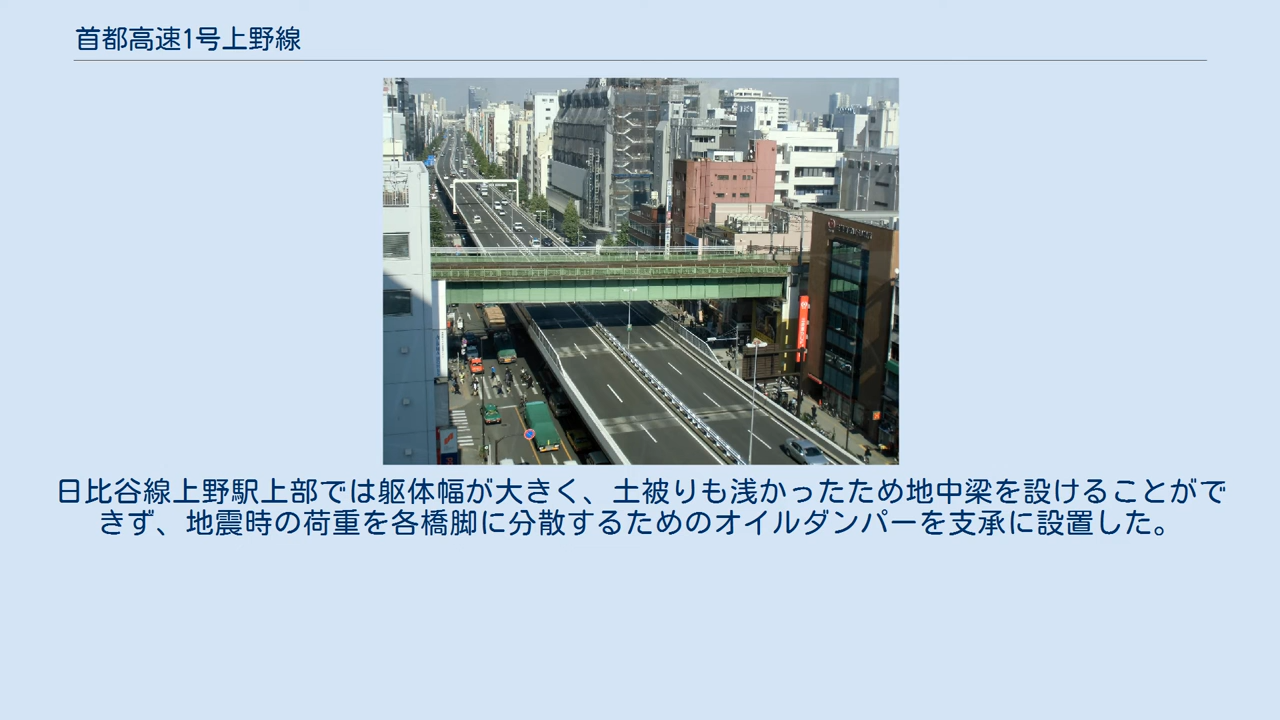 首都高速1号上野線
日比谷線上野駅上部では躯体幅が大きく、土被りも浅かったため地中梁を設けることがで
きず、地震時の荷重を各橋脚に分散するためのオイルダンパーを支承に設置した。